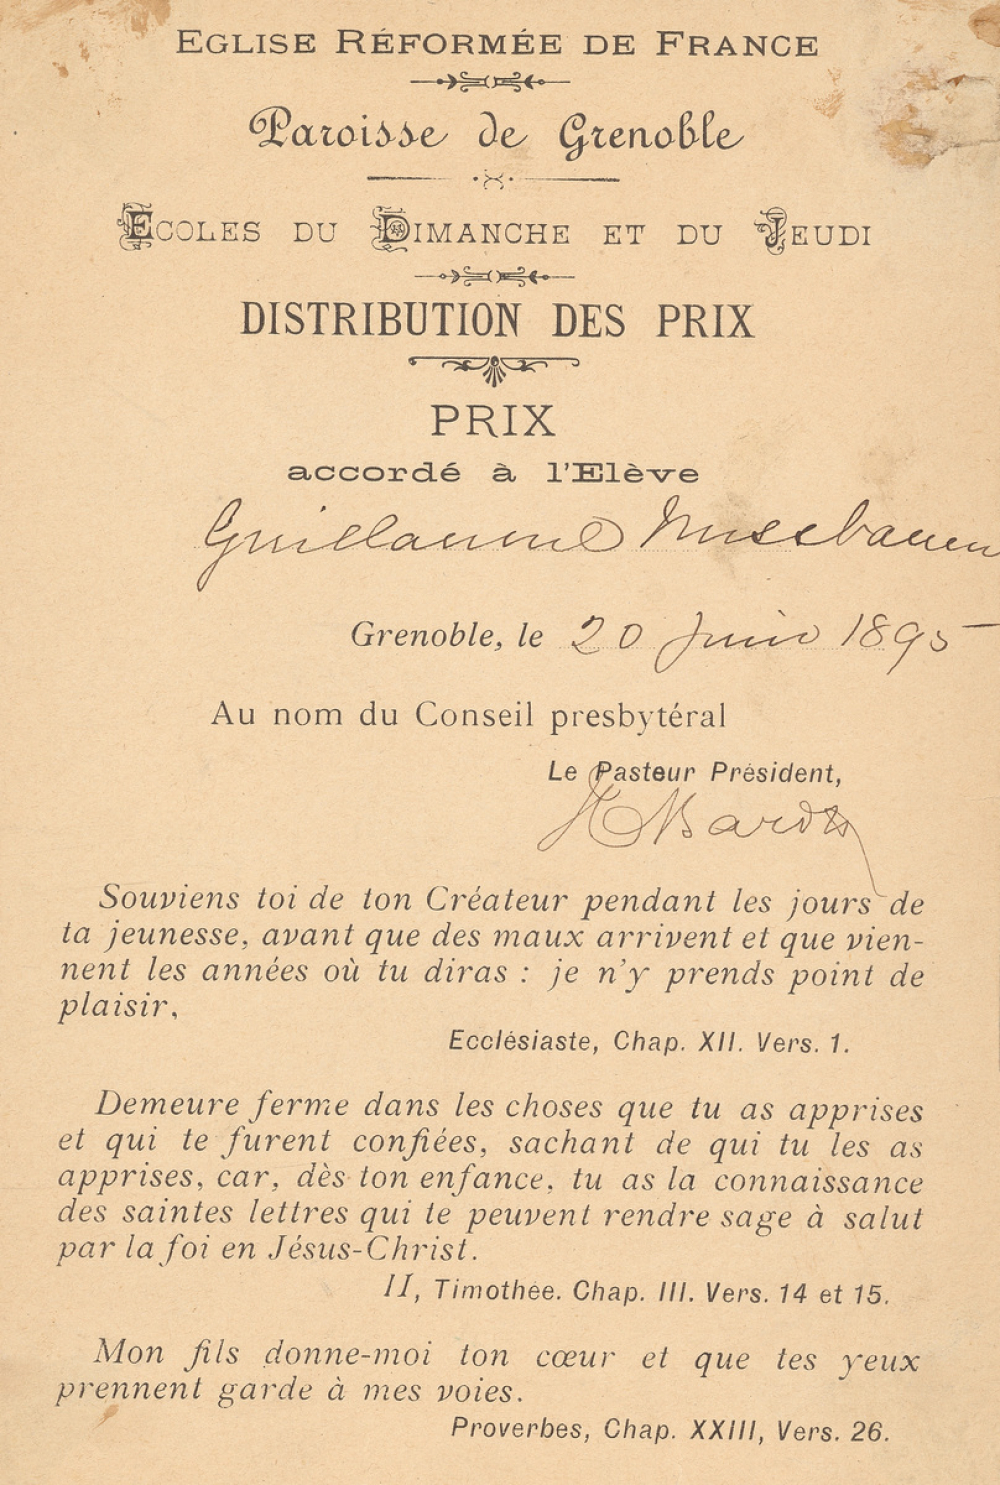 EGLISE RÉFORMÉE DE FRANCE
Paroisse de Grenoble
ECOLES DU DIMANCHE ET DU JEUDI
DISTRIBUTION DES PRIX
PRIX
accordé à l'Elève
Guillaume
Grenoble, le 20 Juin 1895
Au nom du Conseil presbytéral
Le Pasteur Président,
Souviens toi de ton Créateur pendant les jours de
ta jeunesse, avant que des maux arrivent et que vien-
nent les années où tu diras : je n'y prends point de
plaisir,
Ecclésiaste, Chap. XII. Vers. 1.
Demeure ferme dans les choses que tu as apprises
et qui te furent confiées, sachant de qui tu les as
apprises, car, dès ton enfance, tu as la connaissance
des saintes lettres qui te peuvent rendre sage à salut
par la foi en Jésus-Christ.
II, Timothée. Chap. III. Vers. 14 et 15.
Mon fils donne-moi ton cœur et que tes yeux
prennent garde à mes voies.
Proverbes, Chap. XXIII, Vers. 26.